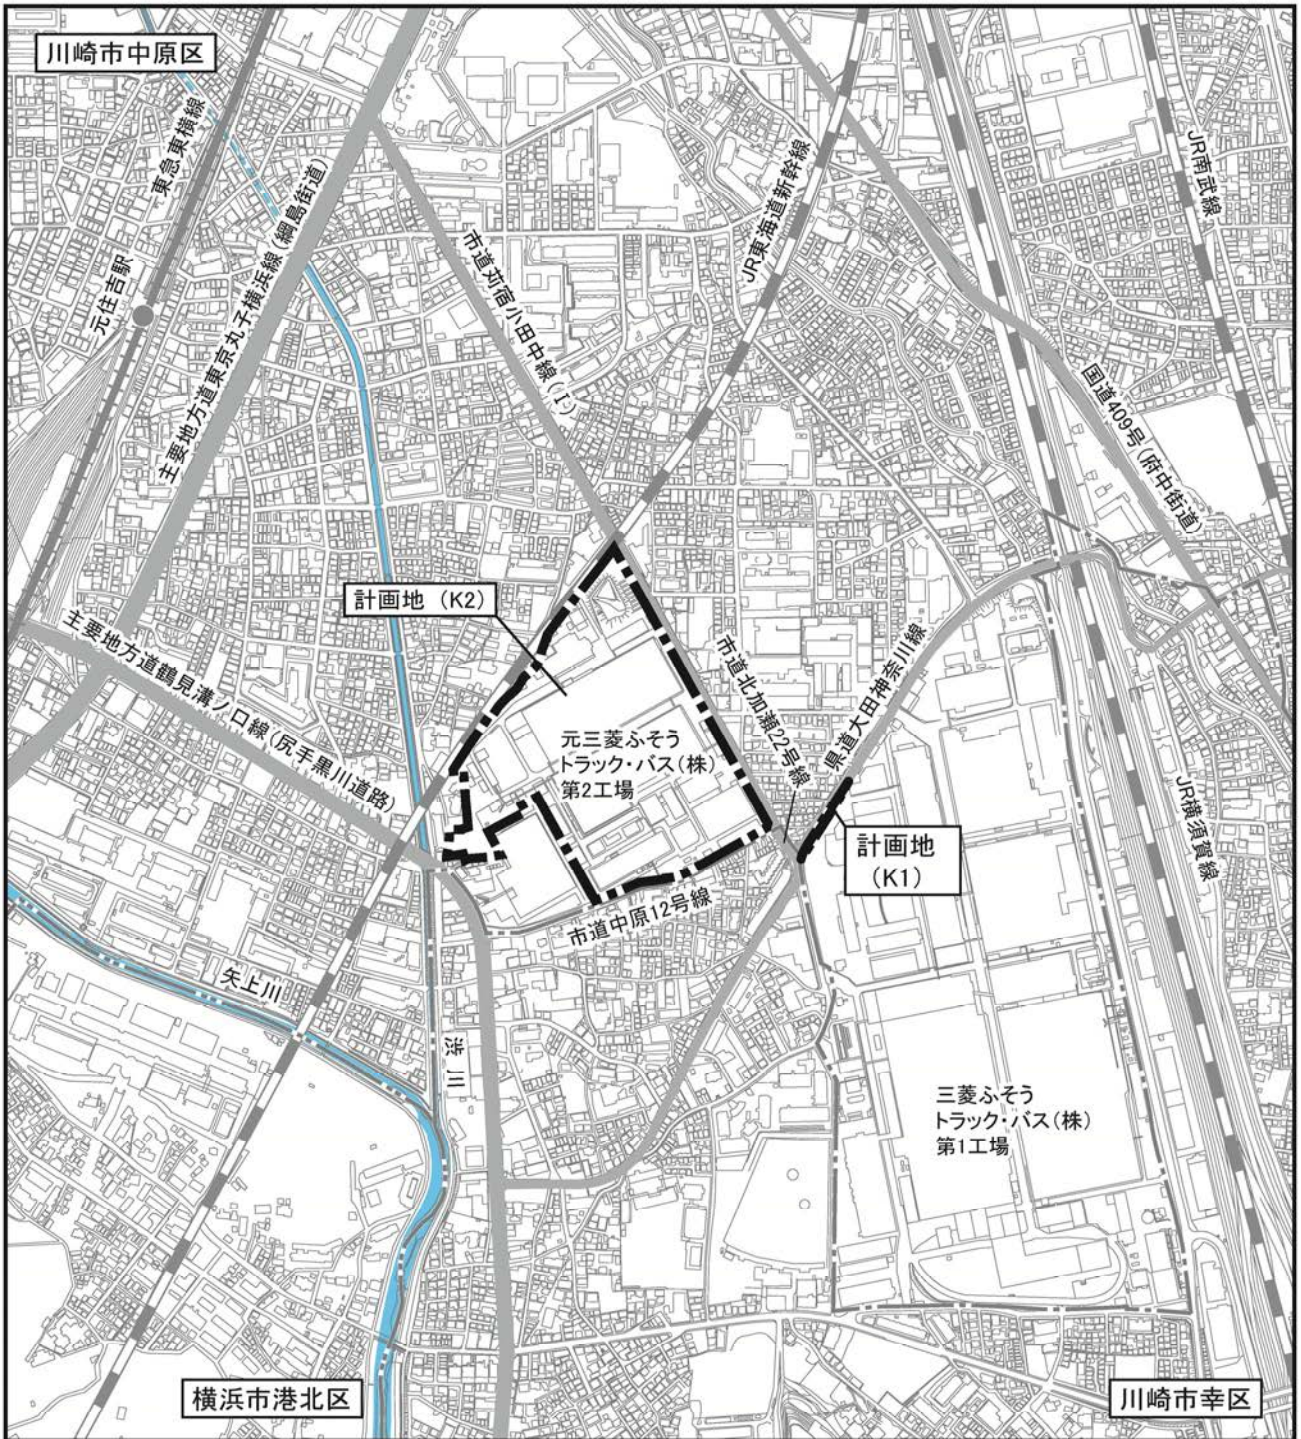 川崎市中原区
東急東横線
元住吉駅
主要地方道東京丸子横浜線(綱島街道)
市道苅宿小田中線(Ⅰ)
JR東海道新幹線
JR南武線
国道409号(府中街道)
計画地 (K2)
主要地方道鶴見溝ノ口線(尻手黒川道路)
市道北加瀬22号線
県道大田神奈川線
元三菱ふそう
トラック・バス(株)
第2工場
計画地
(K1)
JR横須賀線
市道中原12号線
矢上川
渋川
三菱ふそう
トラック・バス(株)
第1工場
横浜市港北区
川崎市幸区